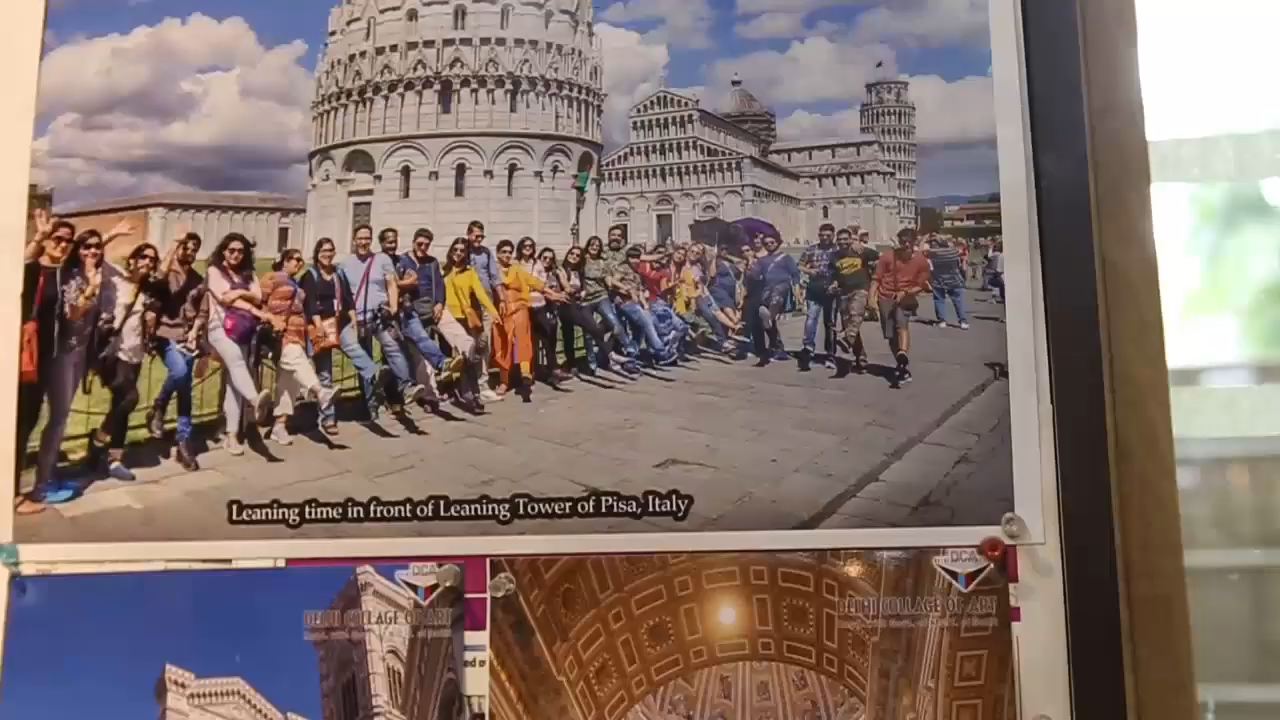 Leaning time in front of Leaning Tower of Pisa, Italy
DCA
DELHI COLLAGE OF ART
DCA
DELHI COLLAGE OF ART